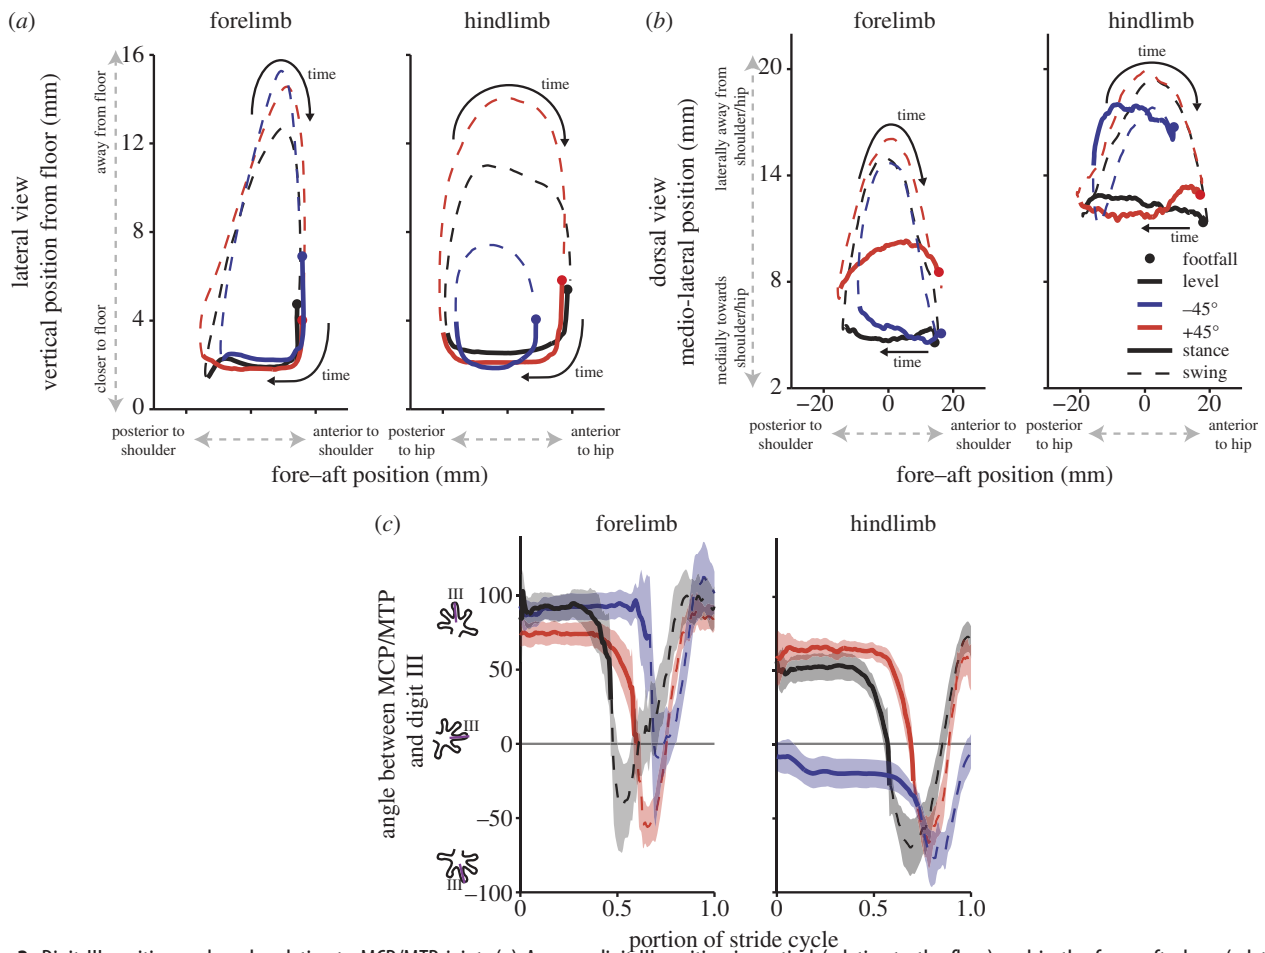 (a)
forelimb
hindlimb
lateral view
vertical position from floor (mm)
away from floor
closer to floor
16
12
8
4
0
time
time
time
time
posterior to
shoulder
anterior to
shoulder
posterior
to hip
anterior
to hip
fore–aft position (mm)
(b)
forelimb
hindlimb
dorsal view
medio-lateral position (mm)
laterally away from
shoulder/hip
medially towards
shoulder/hip
20
14
8
2
time
time
time
time
footfall
level
–45°
+45°
stance
swing
−20
0
20
−20
0
20
posterior to
shoulder
anterior to
shoulder
posterior
to hip
anterior
to hip
fore–aft position (mm)
(c)
forelimb
hindlimb
angle between MCP/MTP
and digit III
III
III
III
100
50
0
−50
−100
0
0.5
1.0
0
0.5
1.0
portion of stride cycle